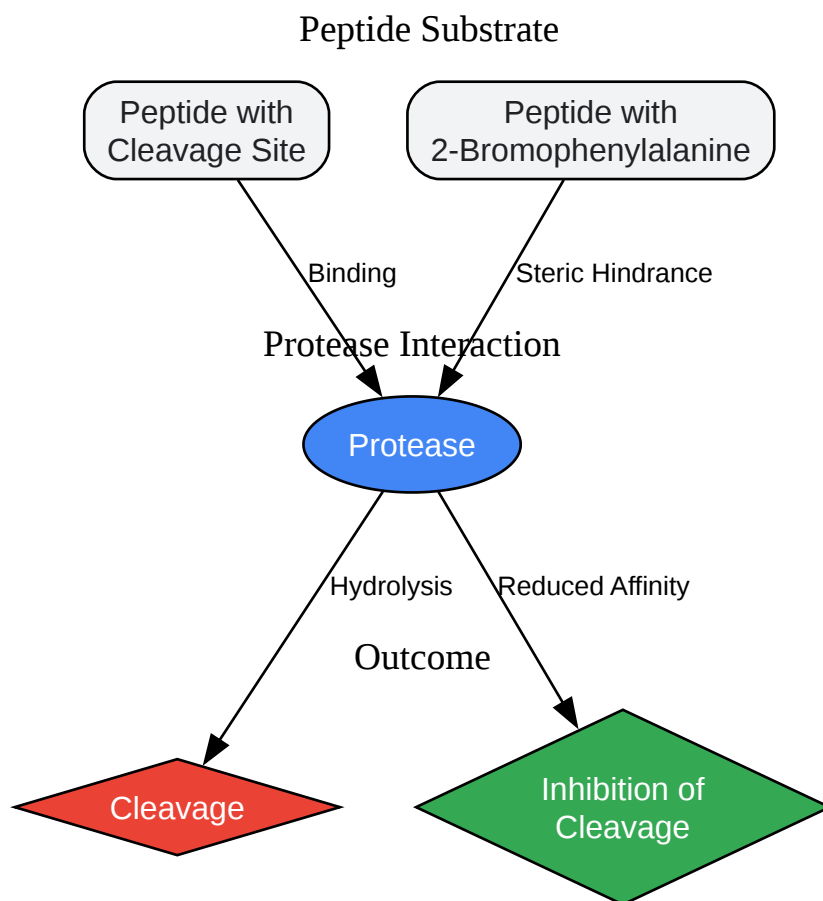 Peptide Substrate
Peptide with
Cleavage Site
Peptide with
2-Bromophenylalanine
Binding
Steric Hindrance
Protease Interaction
Protease
Hydrolysis
Reduced Affinity
Outcome
Cleavage
Inhibition of
Cleavage